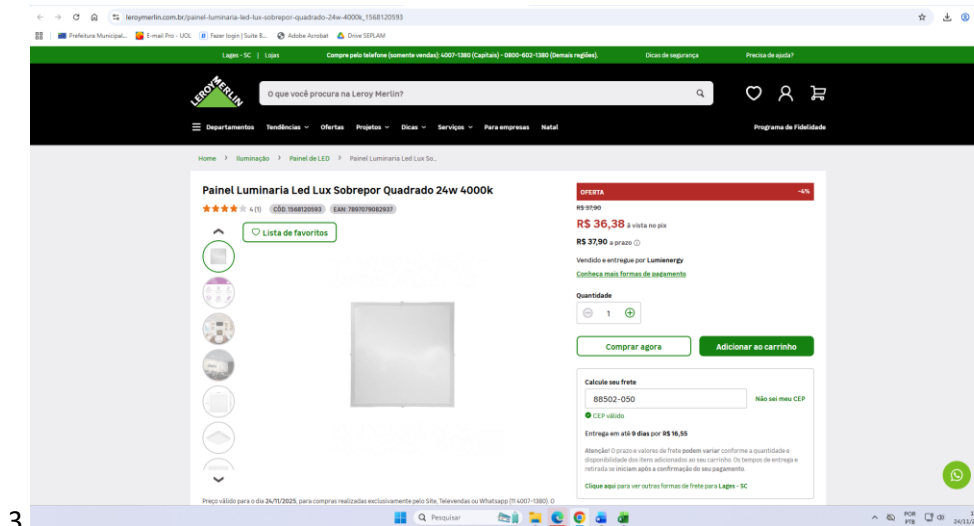 leroymerlin.com.br/painel-luminaria-led-lux-sobrepor-quadrado-24w-4000k_1568120593
Prefeitura Municipal... E-mail Pro - UOL Fazer login | Suite B... Adobe Acrobat Drive SEPLAM
Lages - SC | Lojas Compre pelo telefone (somente vendas): 4007-1380 (Capitais) - 0800-602-1380 (Demais regiões). Dicas de segurança Precisa de ajuda?
LEROY MERLIN
O que você procura na Leroy Merlin?
Departamentos Tendências Ofertas Projetos Dicas Serviços Para empresas Natal Programa de Fidelidade
Home > Iluminação > Painel de LED > Painel Luminaria Led Lux So...
Painel Luminaria Led Lux Sobrepor Quadrado 24w 4000k
4 (1) CÓD. 1568120593 EAN: 7897079082937
Lista de favoritos
OFERTA -4%
R$ 37,90
R$ 36,38 à vista no pix
R$ 37,90 a prazo
Vendido e entregue por Lumienergy
Conheça mais formas de pagamento
Quantidade
1
Comprar agora Adicionar ao carrinho
Calcule seu frete
88502-050 Não sei meu CEP
CEP válido
Entrega em até 9 dias por R$ 16,55
Atenção! O prazo e valores de frete podem variar conforme a quantidade e
disponibilidade dos itens adicionados ao seu carrinho. Os tempos de entrega e
retirada se iniciam após a confirmação do seu pagamento.
Clique aqui para ver outras formas de frete para Lages - SC
Preço válido para o dia 24/11/2025, para compras realizadas exclusivamente pelo Site, Televendas ou Whatsapp (11 4007-1380). O
3
Pesquisar
POR
PTB
24/11/